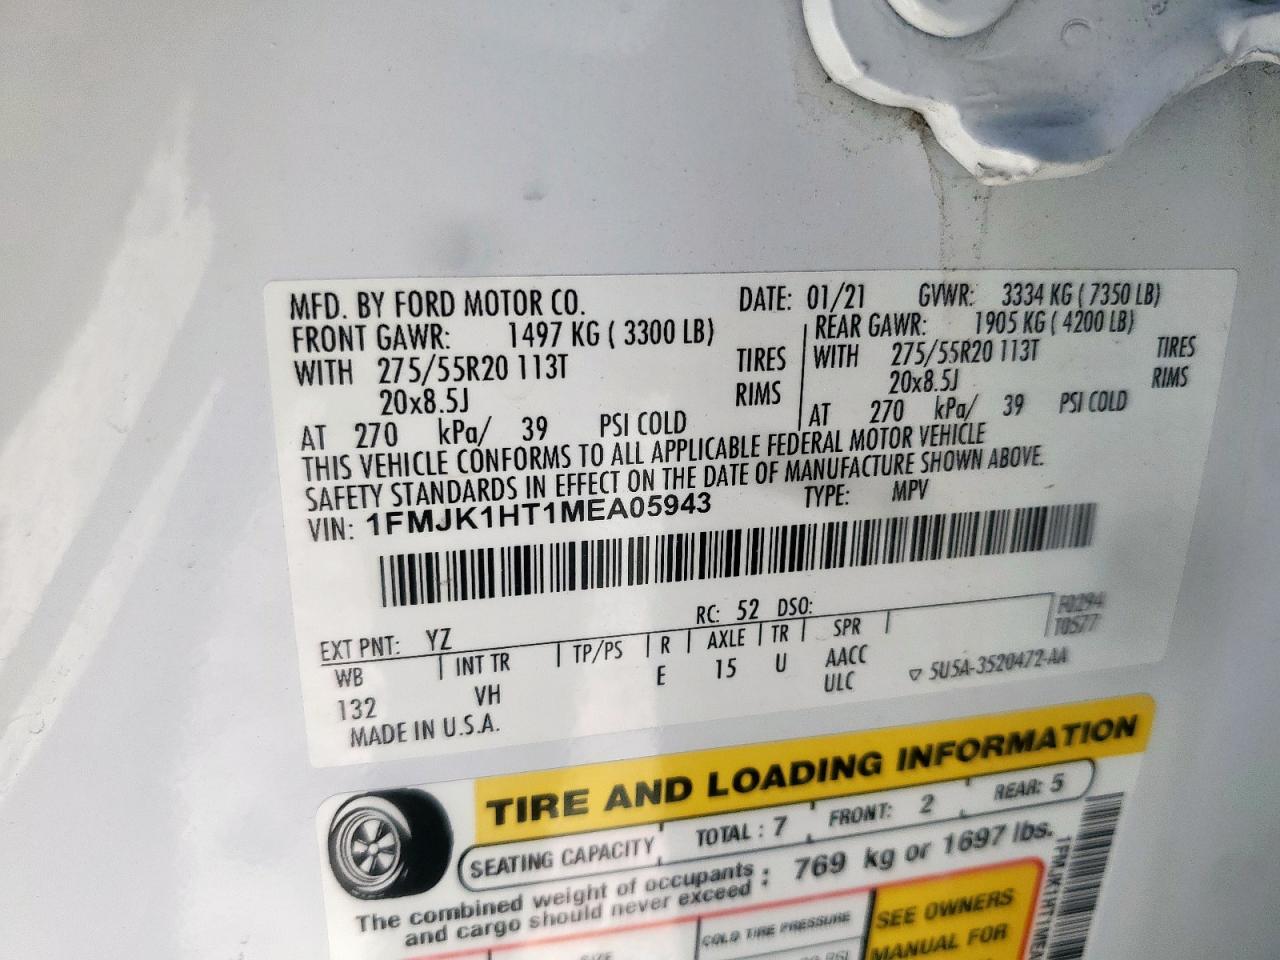 MFD. BY FORD MOTOR CO. DATE: 01/21 GVWR: 3334 KG ( 7350 LB)
FRONT GAWR: 1497 KG ( 3300 LB) REAR GAWR: 1905 KG ( 4200 LB)
WITH 275/55R20 113T TIRES WITH 275/55R20 113T TIRES
20x8.5J RIMS 20x8.5J RIMS
AT 270 kPa/ 39 PSI COLD AT 270 kPa/ 39 PSI COLD
THIS VEHICLE CONFORMS TO ALL APPLICABLE FEDERAL MOTOR VEHICLE
SAFETY STANDARDS IN EFFECT ON THE DATE OF MANUFACTURE SHOWN ABOVE.
VIN: 1FMJK1HT1MEA05943 TYPE: MPV
F0294
T0577
EXT PNT: YZ RC: 52 DSO:
WB INT TR TP/PS R AXLE TR SPR
132 VH E 15 U AACC
ULC
MADE IN U.S.A. 5U5A-3520472-AA
TIRE AND LOADING INFORMATION
SEATING CAPACITY TOTAL : 7 FRONT: 2 REAR: 5
The combined weight of occupants : 769 kg or 1697 lbs.
and cargo should never exceed
SIZE COLD TIRE PRESSURE SEE OWNERS
MANUAL FOR